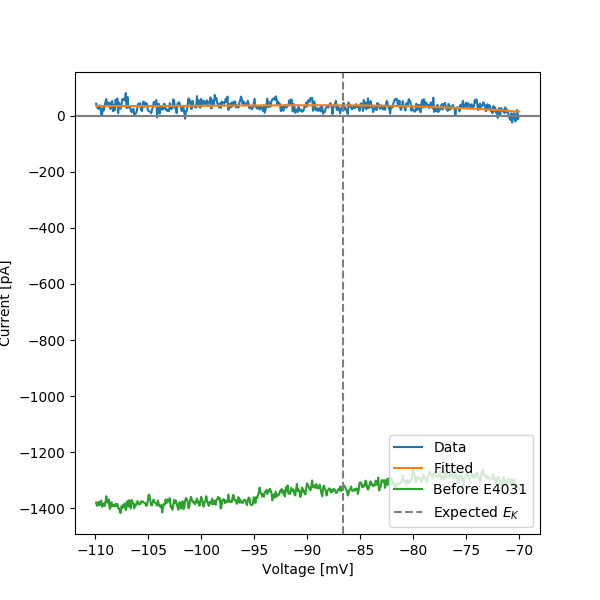 0
−200
−400
−600
−800
−1000
−1200
−1400
Current [pA]
Data
Fitted
Before E4031
Expected E_K
−110
−105
−100
−95
−90
−85
−80
−75
−70
Voltage [mV]